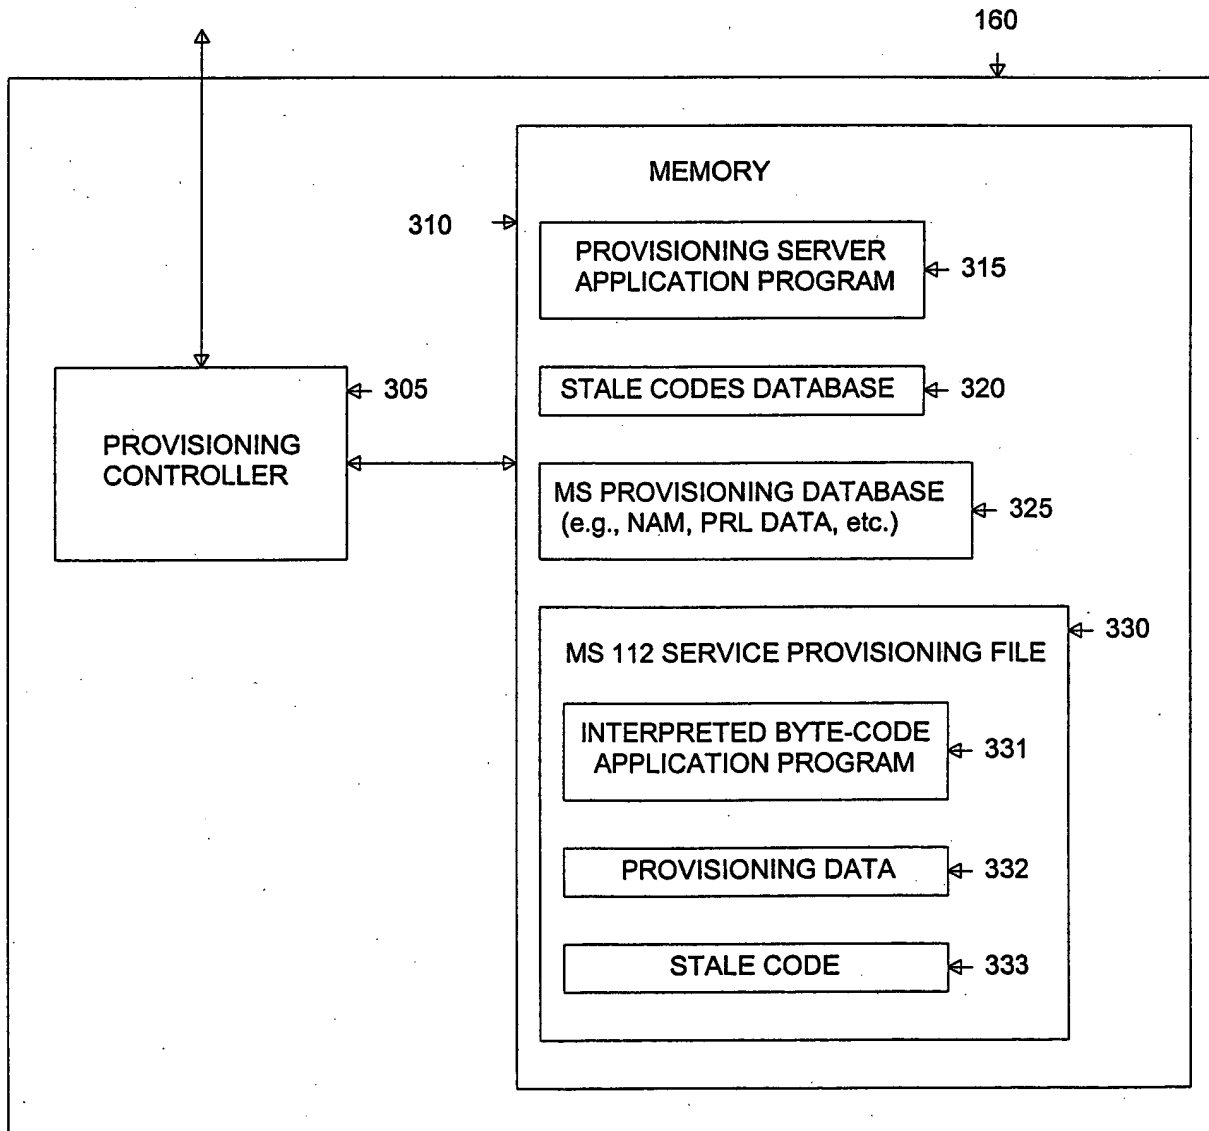 160
MEMORY
310
PROVISIONING SERVER
APPLICATION PROGRAM
315
305
STALE CODES DATABASE
320
PROVISIONING
CONTROLLER
MS PROVISIONING DATABASE
(e.g., NAM, PRL DATA, etc.)
325
330
MS 112 SERVICE PROVISIONING FILE
INTERPRETED BYTE-CODE
APPLICATION PROGRAM
331
PROVISIONING DATA
332
STALE CODE
333